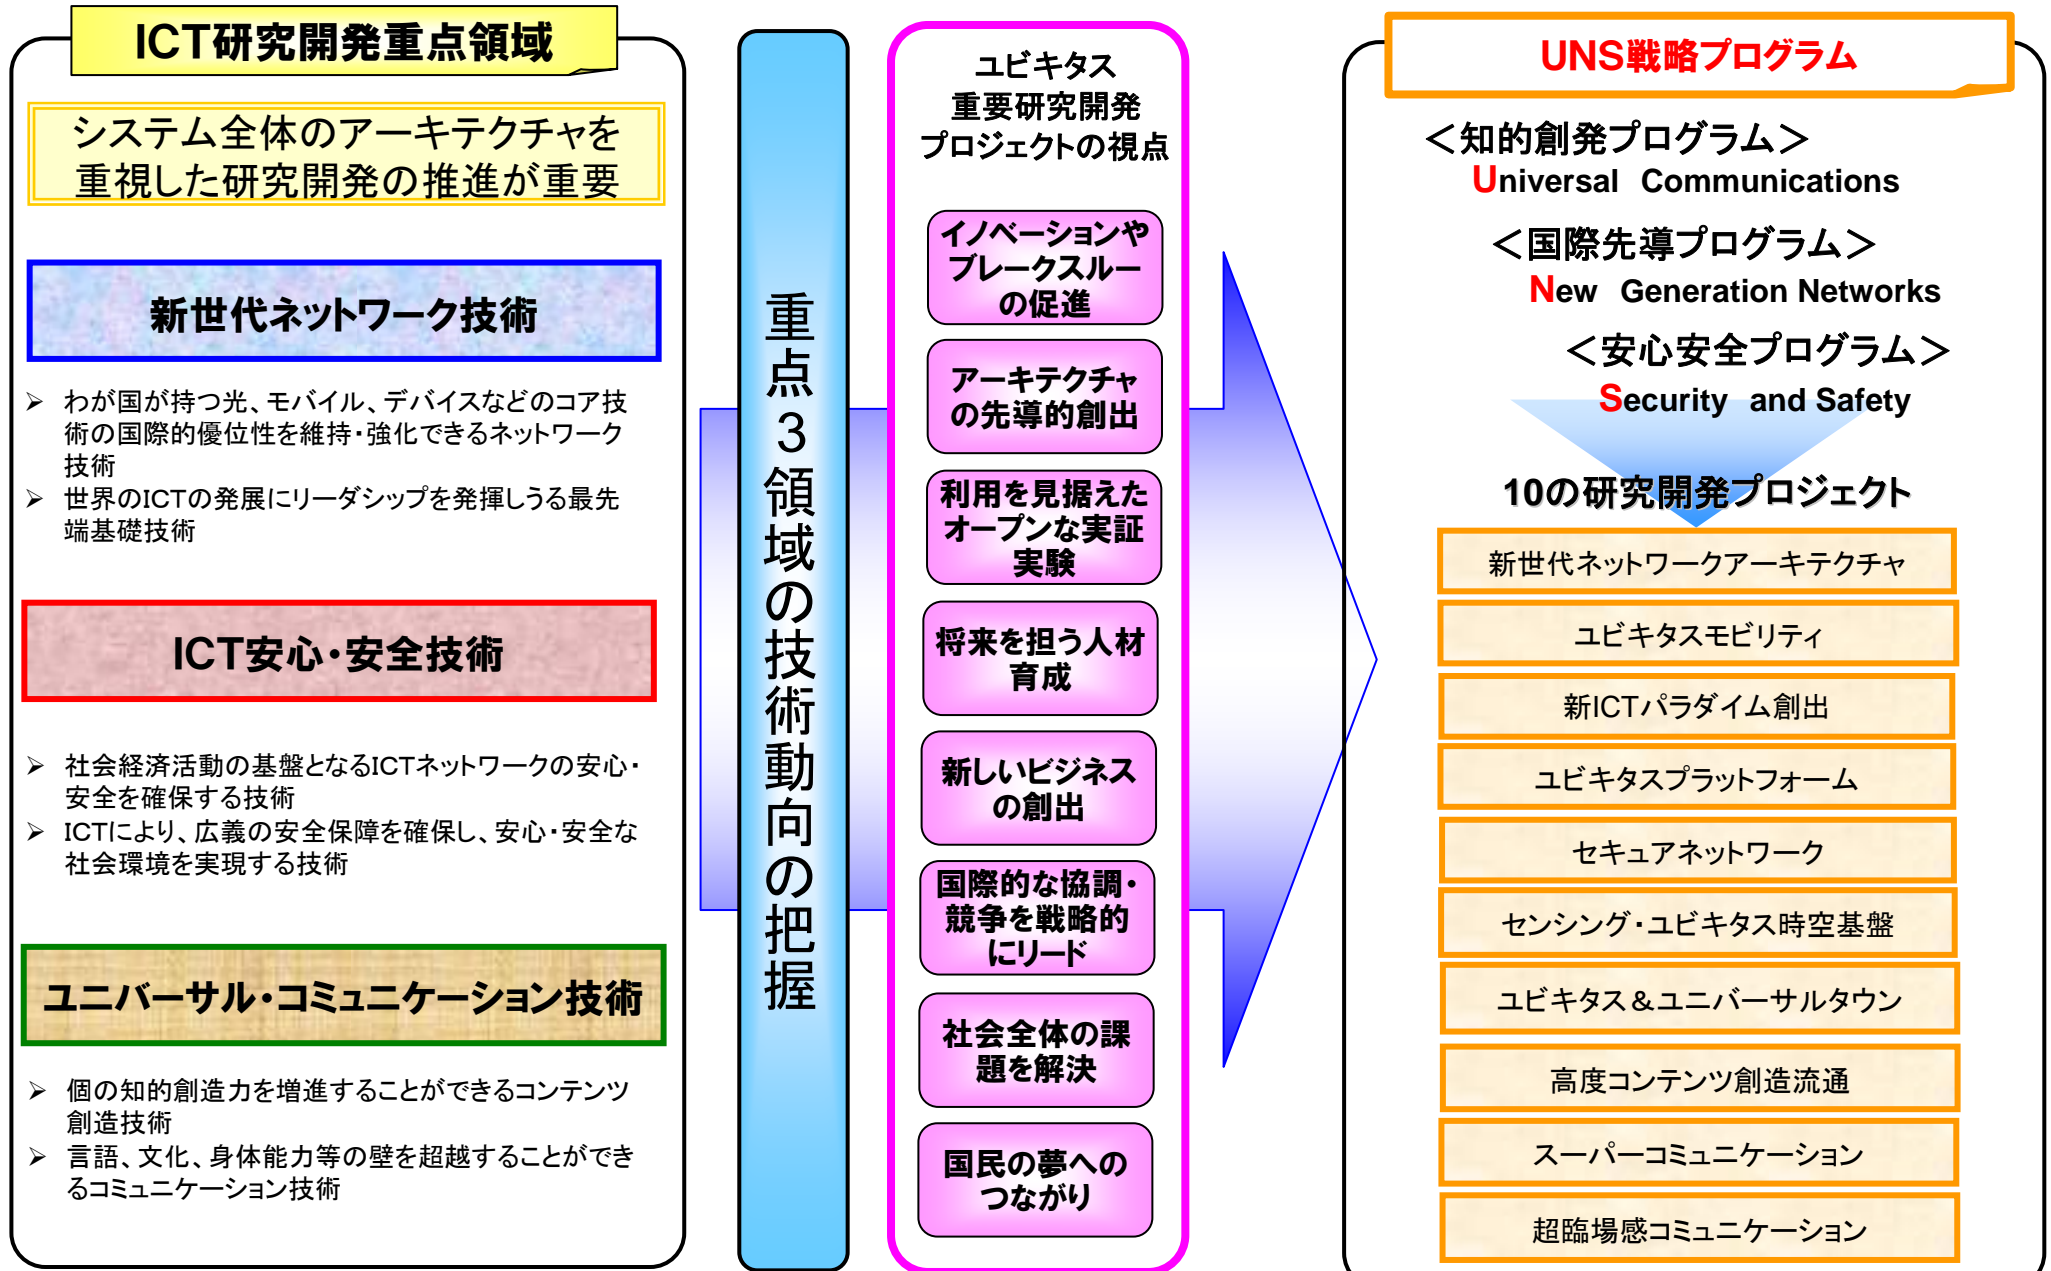 ICT研究開発重点領域
システム全体のアーキテクチャを
重視した研究開発の推進が重要
新世代ネットワーク技術
➢ わが国が持つ光、モバイル、デバイスなどのコア技
術の国際的優位性を維持・強化できるネットワーク
技術
➢ 世界のICTの発展にリーダシップを発揮しうる最先
端基礎技術
ICT安心・安全技術
➢ 社会経済活動の基盤となるICTネットワークの安心・
安全を確保する技術
➢ ICTにより、広義の安全保障を確保し、安心・安全な
社会環境を実現する技術
ユニバーサル・コミュニケーション技術
➢ 個の知的創造力を増進することができるコンテンツ
創造技術
➢ 言語、文化、身体能力等の壁を超越することができ
るコミュニケーション技術
重点3領域の技術動向の把握
ユビキタス
重要研究開発
プロジェクトの視点
イノベーションや
ブレークスルー
の促進
アーキテクチャ
の先導的創出
利用を見据えた
オープンな実証
実験
将来を担う人材
育成
新しいビジネス
の創出
国際的な協調・
競争を戦略的
にリード
社会全体の課
題を解決
国民の夢への
つながり
UNS戦略プログラム
＜知的創発プログラム＞
Universal Communications
＜国際先導プログラム＞
New Generation Networks
＜安心安全プログラム＞
Security and Safety
10の研究開発プロジェクト
新世代ネットワークアーキテクチャ
ユビキタスモビリティ
新ICTパラダイム創出
ユビキタスプラットフォーム
セキュアネットワーク
センシング・ユビキタス時空基盤
ユビキタス＆ユニバーサルタウン
高度コンテンツ創造流通
スーパーコミュニケーション
超臨場感コミュニケーション